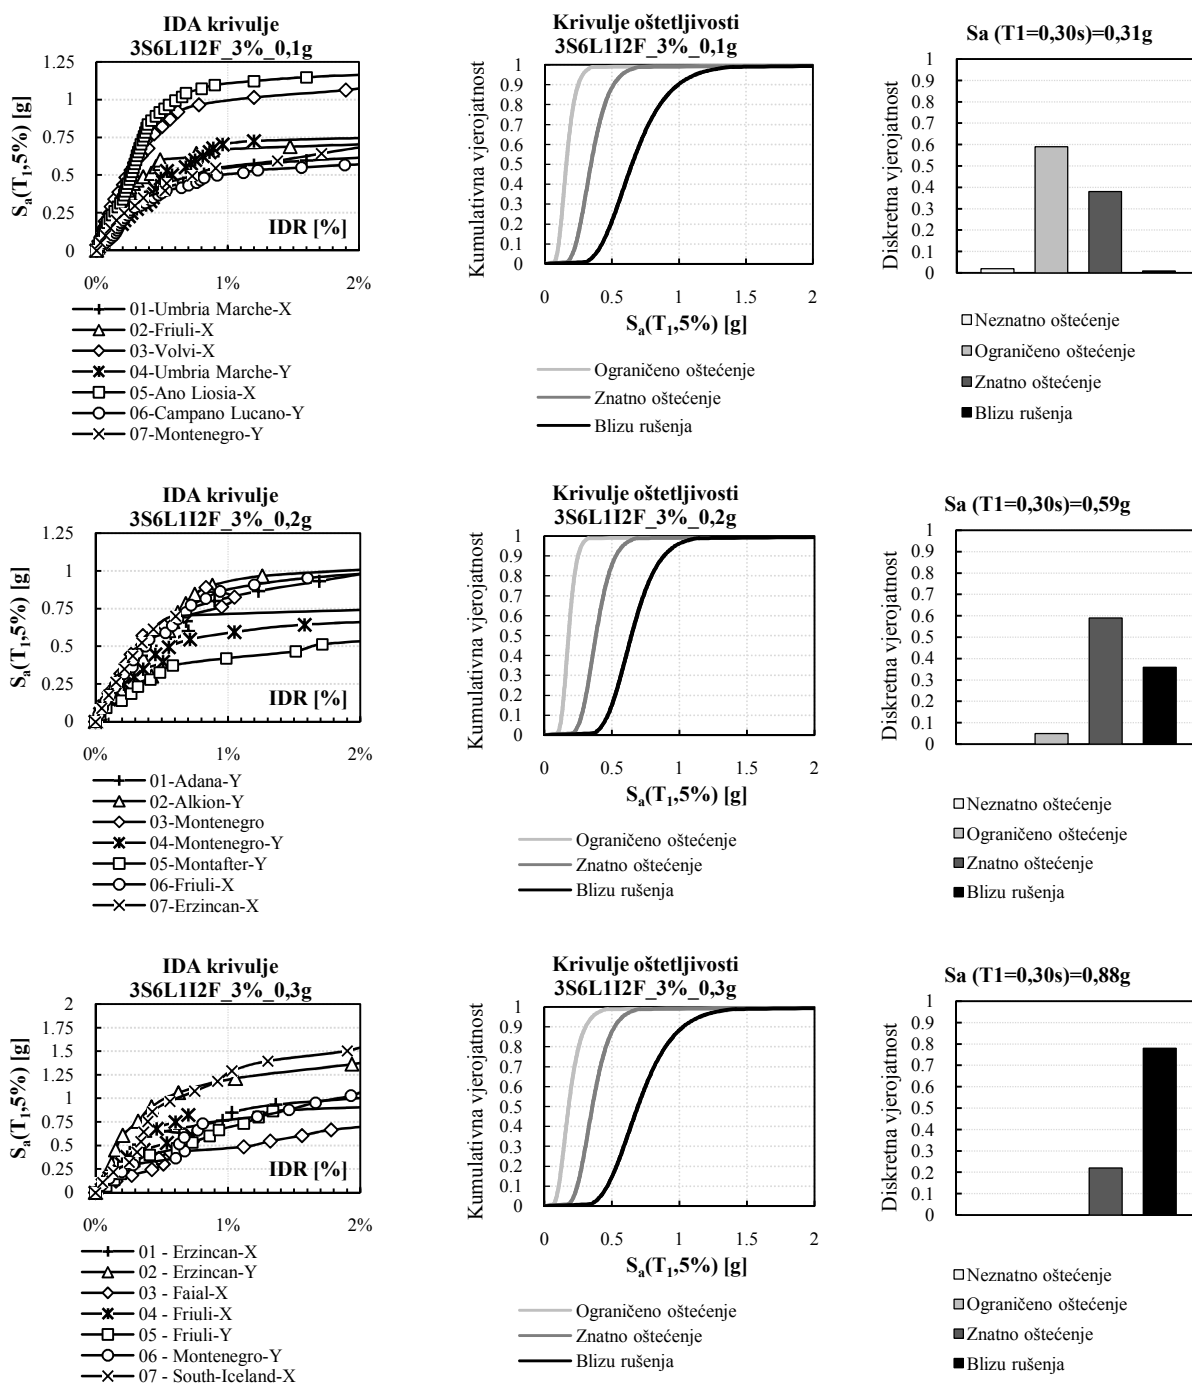 IDA krivulje
3S6L1I2F_3%_0,1g
Sa(T1,5%) [g]
1.25
1
0.75
0.5
0.25
0
IDR [%]
0%
1%
2%
01-Umbria Marche-X
02-Friuli-X
03-Volvi-X
04-Umbria Marche-Y
05-Ano Liosia-X
06-Campano Lucano-Y
07-Montenegro-Y
Krivulje oštetljivosti
3S6L1I2F_3%_0,1g
Kumulativna vjerojatnost
1
0.9
0.8
0.7
0.6
0.5
0.4
0.3
0.2
0.1
0
0
0.5
1
1.5
2
Sa(T1,5%) [g]
Ograničeno oštećenje
Znatno oštećenje
Blizu rušenja
Sa (T1=0,30s)=0,31g
Diskretna vjerojatnost
1
0.9
0.8
0.7
0.6
0.5
0.4
0.3
0.2
0.1
0
Neznatno oštećenje
Ograničeno oštećenje
Znatno oštećenje
Blizu rušenja
IDA krivulje
3S6L1I2F_3%_0,2g
Sa(T1,5%) [g]
1.25
1
0.75
0.5
0.25
0
IDR [%]
0%
1%
2%
01-Adana-Y
02-Alkion-Y
03-Montenegro
04-Montenegro-Y
05-Montafter-Y
06-Friuli-X
07-Erzincan-X
Krivulje oštetljivosti
3S6L1I2F_3%_0,2g
Kumulativna vjerojatnost
1
0.9
0.8
0.7
0.6
0.5
0.4
0.3
0.2
0.1
0
0
0.5
1
1.5
2
Sa(T1,5%) [g]
Ograničeno oštećenje
Znatno oštećenje
Blizu rušenja
Sa (T1=0,30s)=0,59g
Diskretna vjerojatnost
1
0.9
0.8
0.7
0.6
0.5
0.4
0.3
0.2
0.1
0
Neznatno oštećenje
Ograničeno oštećenje
Znatno oštećenje
Blizu rušenja
IDA krivulje
3S6L1I2F_3%_0,3g
Sa(T1,5%) [g]
2
1.75
1.5
1.25
1
0.75
0.5
0.25
0
IDR [%]
0%
1%
2%
01 - Erzincan-X
02 - Erzincan-Y
03 - Faial-X
04 - Friuli-X
05 - Friuli-Y
06 - Montenegro-Y
07 - South-Iceland-X
Krivulje oštetljivosti
3S6L1I2F_3%_0,3g
Kumulativna vjerojatnost
1
0.9
0.8
0.7
0.6
0.5
0.4
0.3
0.2
0.1
0
0
0.5
1
1.5
2
Sa(T1,5%) [g]
Ograničeno oštećenje
Znatno oštećenje
Blizu rušenja
Sa (T1=0,30s)=0,88g
Diskretna vjerojatnost
1
0.9
0.8
0.7
0.6
0.5
0.4
0.3
0.2
0.1
0
Neznatno oštećenje
Ograničeno oštećenje
Znatno oštećenje
Blizu rušenja